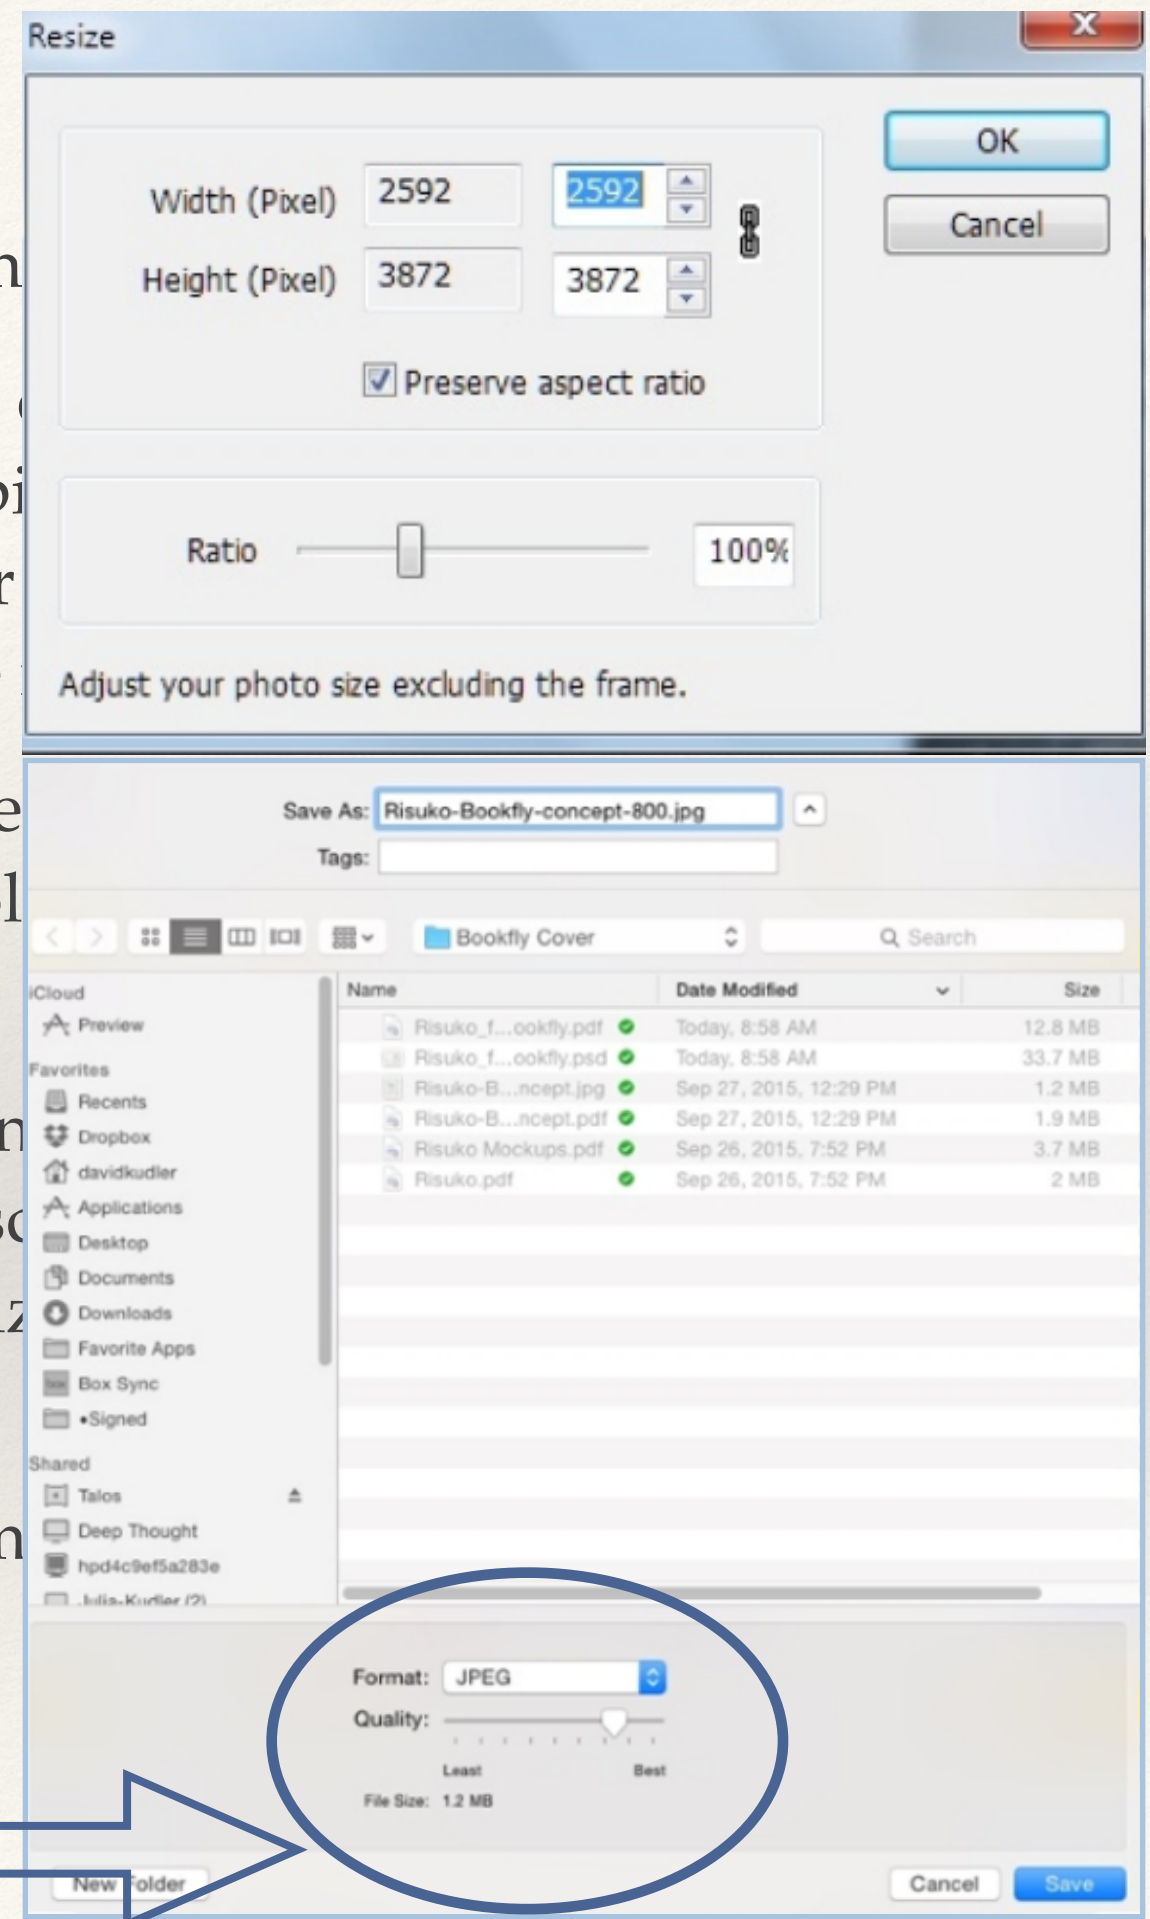 Resize
Width (Pixel) 2592 2592
Height (Pixel) 3872 3872
Preserve aspect ratio
OK
Cancel
Ratio 100%
Adjust your photo size excluding the frame.
Save As: Risuko-Bookfly-concept-800.jpg
Tags:
Bookfly Cover
Search
iCloud
Preview
Favorites
Recents
Dropbox
davidkudler
Applications
Desktop
Documents
Downloads
Favorite Apps
Box Sync
•Signed
Shared
Talos
Deep Thought
hpd4c9ef5a283e
Julia-Kudler (2)
Name Date Modified Size
Risuko_f...ookfly.pdf Today, 8:58 AM 12.8 MB
Risuko_f...ookfly.psd Today, 8:58 AM 33.7 MB
Risuko-B...ncept.jpg Sep 27, 2015, 12:29 PM 1.2 MB
Risuko-B...ncept.pdf Sep 27, 2015, 12:29 PM 1.9 MB
Risuko Mockups.pdf Sep 26, 2015, 7:52 PM 3.7 MB
Risuko.pdf Sep 26, 2015, 7:52 PM 2 MB
Format: JPEG
Quality:
Least Best
File Size: 1.2 MB
New Folder
Cancel Save